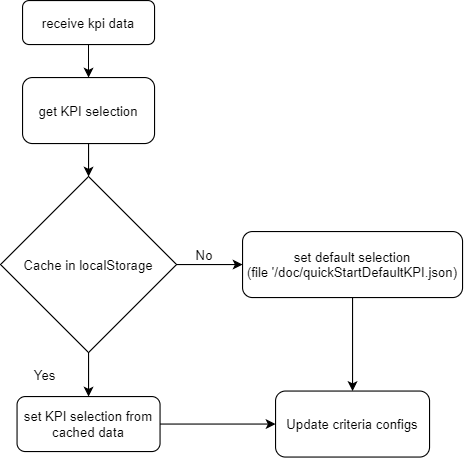 receive kpi data
get KPI selection
Cache in localStorage
No
set default selection
(file '/doc/quickStartDefaultKPI.json)
Yes
set KPI selection from
cached data
Update criteria configs